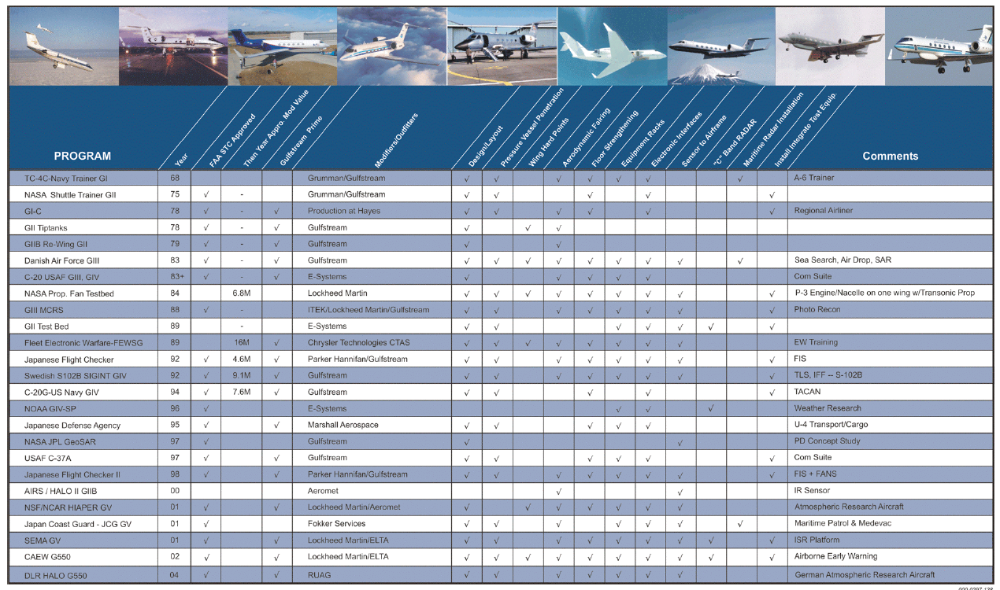 PROGRAM Year FAA STC Approved Then Year Appro. Mod Value Gulfstream Prime Modifiers/Outfitters Design/Layout Pressure Vessel Penetration Wing Hard Points Aerodynamic Fairing Floor Strengthening Equipment Racks Electronic Interfaces Sensor to Airframe "C" Band RADAR Maritime Radar Installation Install Integrate Test Equip. Comments
TC-4C-Navy Trainer GI 68 Grumman/Gulfstream √ √ √ √ √ √ √ A-6 Trainer
NASA Shuttle Trainer GII 75 √ - Grumman/Gulfstream √ √ √ √ √
GI-C 78 √ - √ Production at Hayes √ √ √ √ √ √ Regional Airliner
GII Tiptanks 78 √ - √ Gulfstream √ √ √
GIIB Re-Wing GII 79 √ - √ Gulfstream √ √
Danish Air Force GIII 83 √ - √ Gulfstream √ √ √ √ √ √ √ √ √ Sea Search, Air Drop, SAR
C-20 USAF GIII, GIV 83+ √ - √ E-Systems √ √ √ √ √ Com Suite
NASA Prop. Fan Testbed 84 6.8M Lockheed Martin √ √ √ √ √ √ √ √ √ P-3 Engine/Nacelle on one wing w/Transonic Prop
GIII MCRS 88 √ - ITEK/Lockheed Martin/Gulfstream √ √ √ √ √ √ √ √ Photo Recon
GII Test Bed 89 - E-Systems √ √ √ √ √ √ √
Fleet Electronic Warfare-FEWSG 89 16M √ Chrysler Technologies CTAS √ √ √ √ √ √ √ √ EW Training
Japanese Flight Checker 92 √ 4.6M √ Parker Hannifan/Gulfstream √ √ √ √ √ √ √ √ FIS
Swedish S102B SIGINT GIV 92 √ 9.1M √ Gulfstream √ √ √ √ √ √ √ √ TLS, IFF -- S-102B
C-20G-US Navy GIV 94 √ 7.6M √ Gulfstream √ √ √ √ √ TACAN
NOAA GIV-SP 96 √ E-Systems √ √ √ Weather Research
Japanese Defense Agency 95 √ √ Marshall Aerospace √ √ √ √ √ U-4 Transport/Cargo
NASA JPL GeoSAR 97 √ Gulfstream √ √ PD Concept Study
USAF C-37A 97 √ √ Gulfstream √ √ √ √ √ √ Com Suite
Japanese Flight Checker II 98 √ √ Parker Hannifan/Gulfstream √ √ √ √ √ √ √ √ FIS + FANS
AIRS / HALO II GIIB 00 Aeromet √ √ IR Sensor
NSF/NCAR HIAPER GV 01 √ √ Lockheed Martin/Aeromet √ √ √ √ √ √ √ Atmospheric Research Aircraft
Japan Coast Guard - JCG GV 01 √ Fokker Services √ √ √ √ √ √ √ Maritime Patrol & Medevac
SEMA GV 01 √ √ Lockheed Martin/ELTA √ √ √ √ √ √ √ √ √ ISR Platform
CAEW G550 02 √ √ Lockheed Martin/ELTA √ √ √ √ √ √ √ √ √ √ Airborne Early Warning
DLR HALO G550 04 √ √ RUAG √ √ √ √ √ √ √ German Atmospheric Research Aircraft